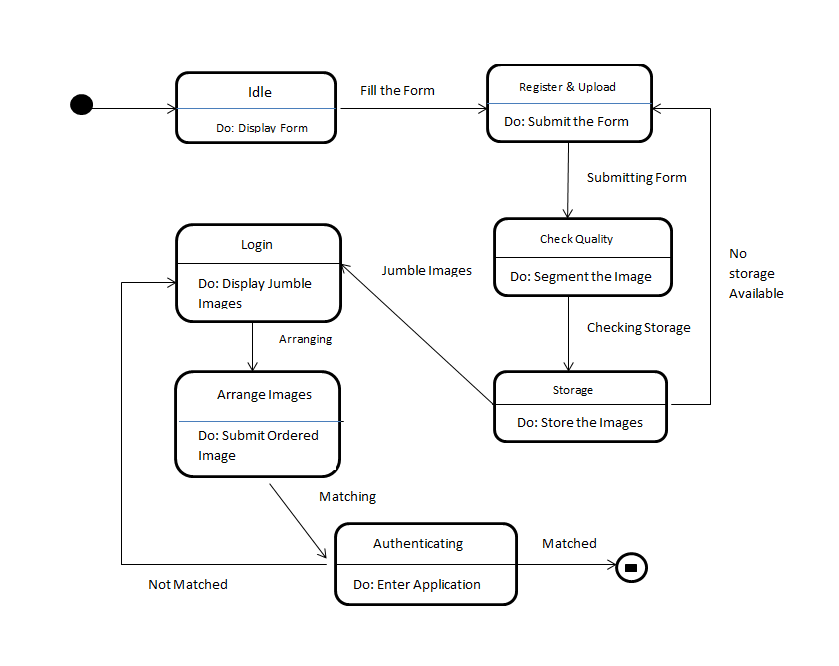 Idle
Do: Display Form
Fill the Form
Register & Upload
Do: Submit the Form
Submitting Form
Check Quality
Do: Segment the Image
No
storage
Available
Checking Storage
Storage
Do: Store the Images
Jumble Images
Login
Do: Display Jumble
Images
Arranging
Arrange Images
Do: Submit Ordered
Image
Matching
Authenticating
Do: Enter Application
Matched
Not Matched